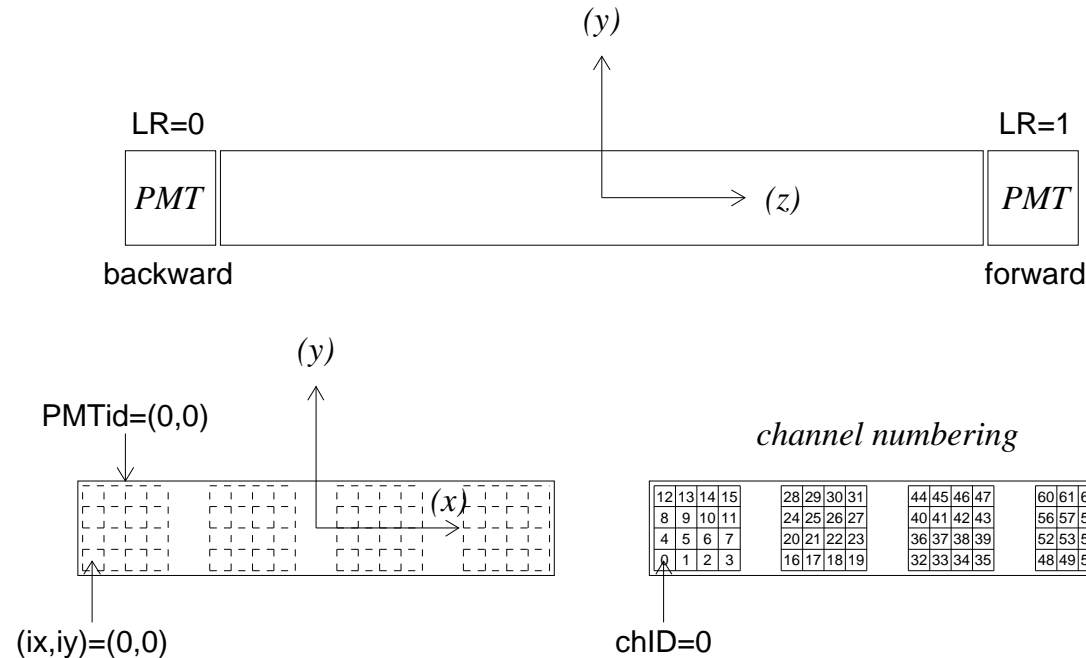 (y)
LR=0
LR=1
PMT
(z)
PMT
backward
forward
(y)
PMTid=(0,0)
channel numbering
(x)
12 13 14 15 28 29 30 31 44 45 46 47 60 61
8 9 10 11 24 25 26 27 40 41 42 43 56 57
4 5 6 7 20 21 22 23 36 37 38 39 52 53
0 1 2 3 16 17 18 19 32 33 34 35 48 49
(ix,iy)=(0,0)
chID=0